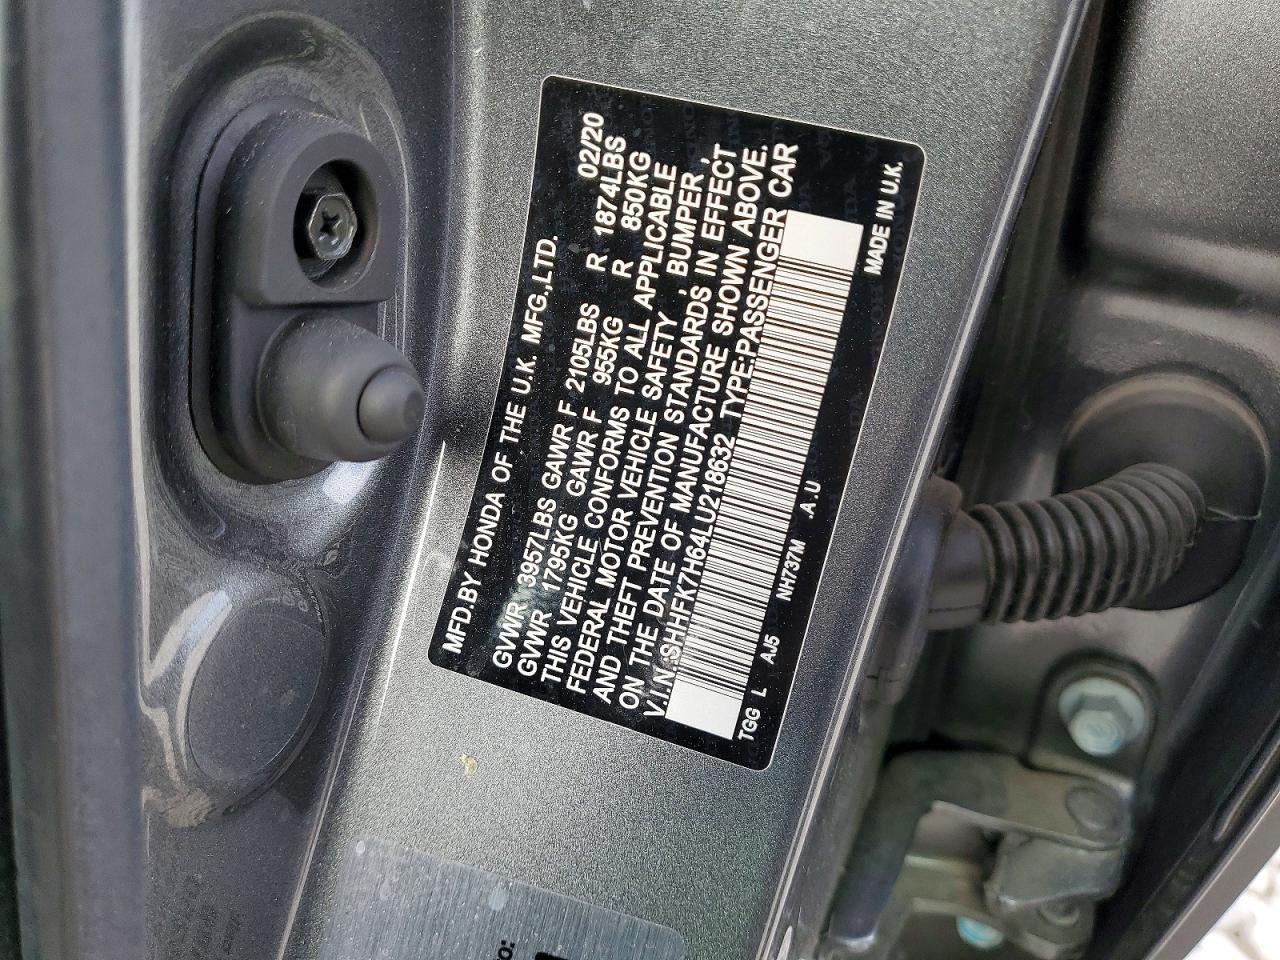 MFD.BY HONDA OF THE U.K. MFG.,LTD. 02/20
GVWR 3957LBS GAWR F 2105LBS R 1874LBS
GVWR 1795KG GAWR F 955KG R 850KG
THIS VEHICLE CONFORMS TO ALL APPLICABLE
FEDERAL MOTOR VEHICLE SAFETY, BUMPER,
AND THEFT PREVENTION STANDARDS IN EFFECT
ON THE DATE OF MANUFACTURE SHOWN ABOVE.
V.I.N.:SHHFK7H64LU218632 TYPE:PASSENGER CAR
TGG L AJ5 NH737M .A.U MADE IN U.K.
to: